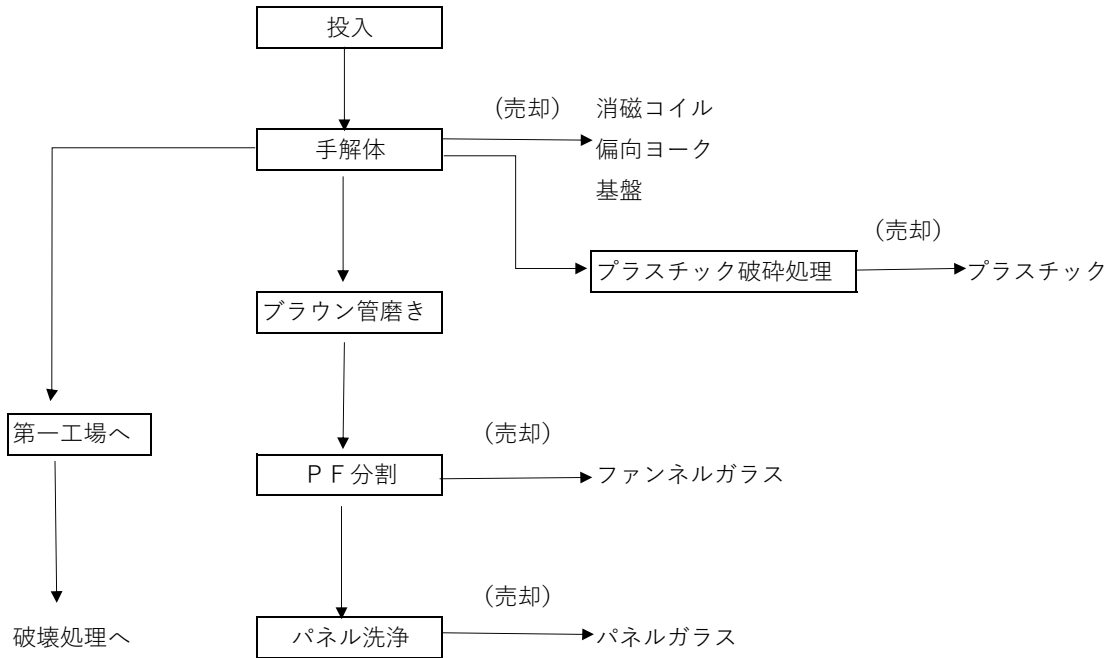 投入
(売却) 消磁コイル
手解体
偏向ヨーク
基盤
(売却)
プラスチック破砕処理
プラスチック
ブラウン管磨き
第一工場へ
(売却)
ＰＦ分割
ファンネルガラス
(売却)
破壊処理へ
パネル洗浄
パネルガラス